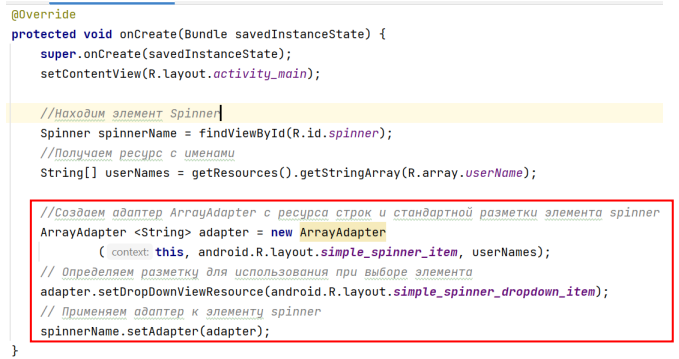 @Override
protected void onCreate(Bundle savedInstanceState) {
super.onCreate(savedInstanceState);
setContentView(R.layout.activity_main);
//Находим элемент Spinner
Spinner spinnerName = findViewById(R.id.spinner);
//Получаем ресурс с именами
String[] userNames = getResources().getStringArray(R.array.userName);
//Создаем адаптер ArrayAdapter с ресурса строк и стандартной разметки элемента spinner
ArrayAdapter <String> adapter = new ArrayAdapter
( context: this, android.R.layout.simple_spinner_item, userNames);
// Определяем разметку для использования при выборе элемента
adapter.setDropDownViewResource(android.R.layout.simple_spinner_dropdown_item);
// Применяем адаптер к элементу spinner
spinnerName.setAdapter(adapter);
}